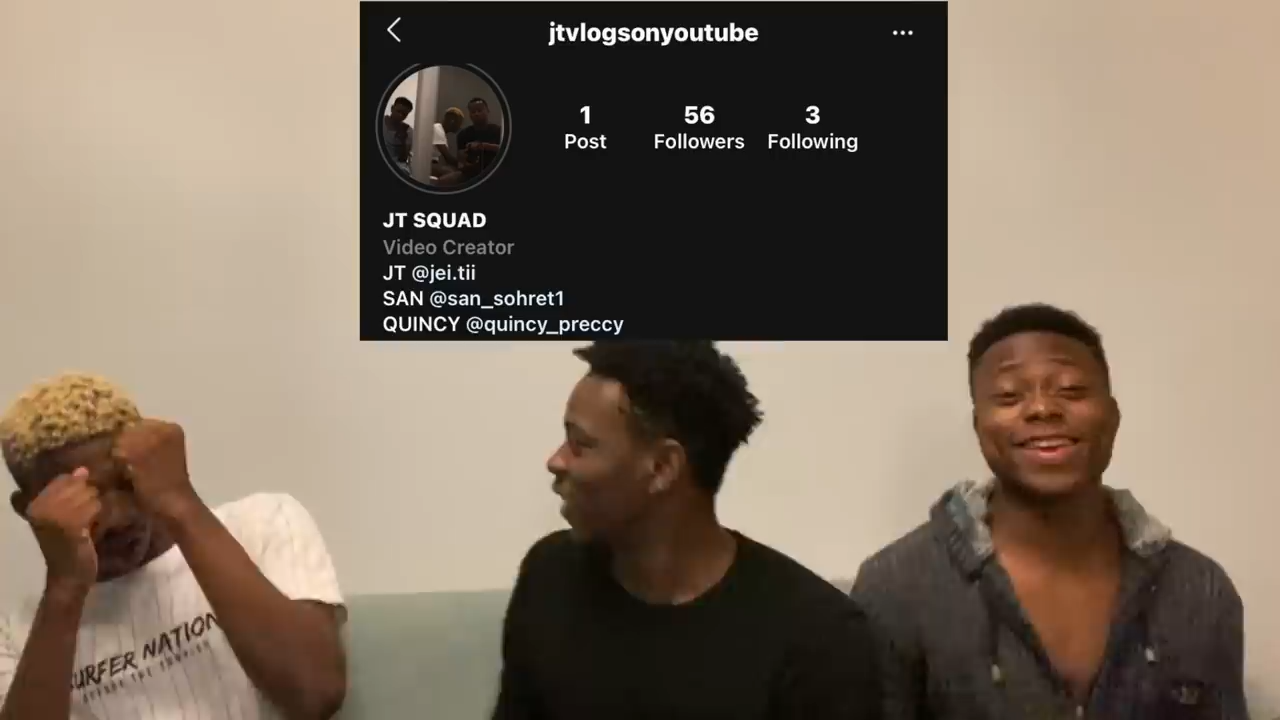 jtvlogsonyoutube
1
56
3
Post
Followers
Following
JT SQUAD
Video Creator
JT @jei.tii
SAN @san_sohret1
QUINCY @quincy_preccy
SURFER NATION